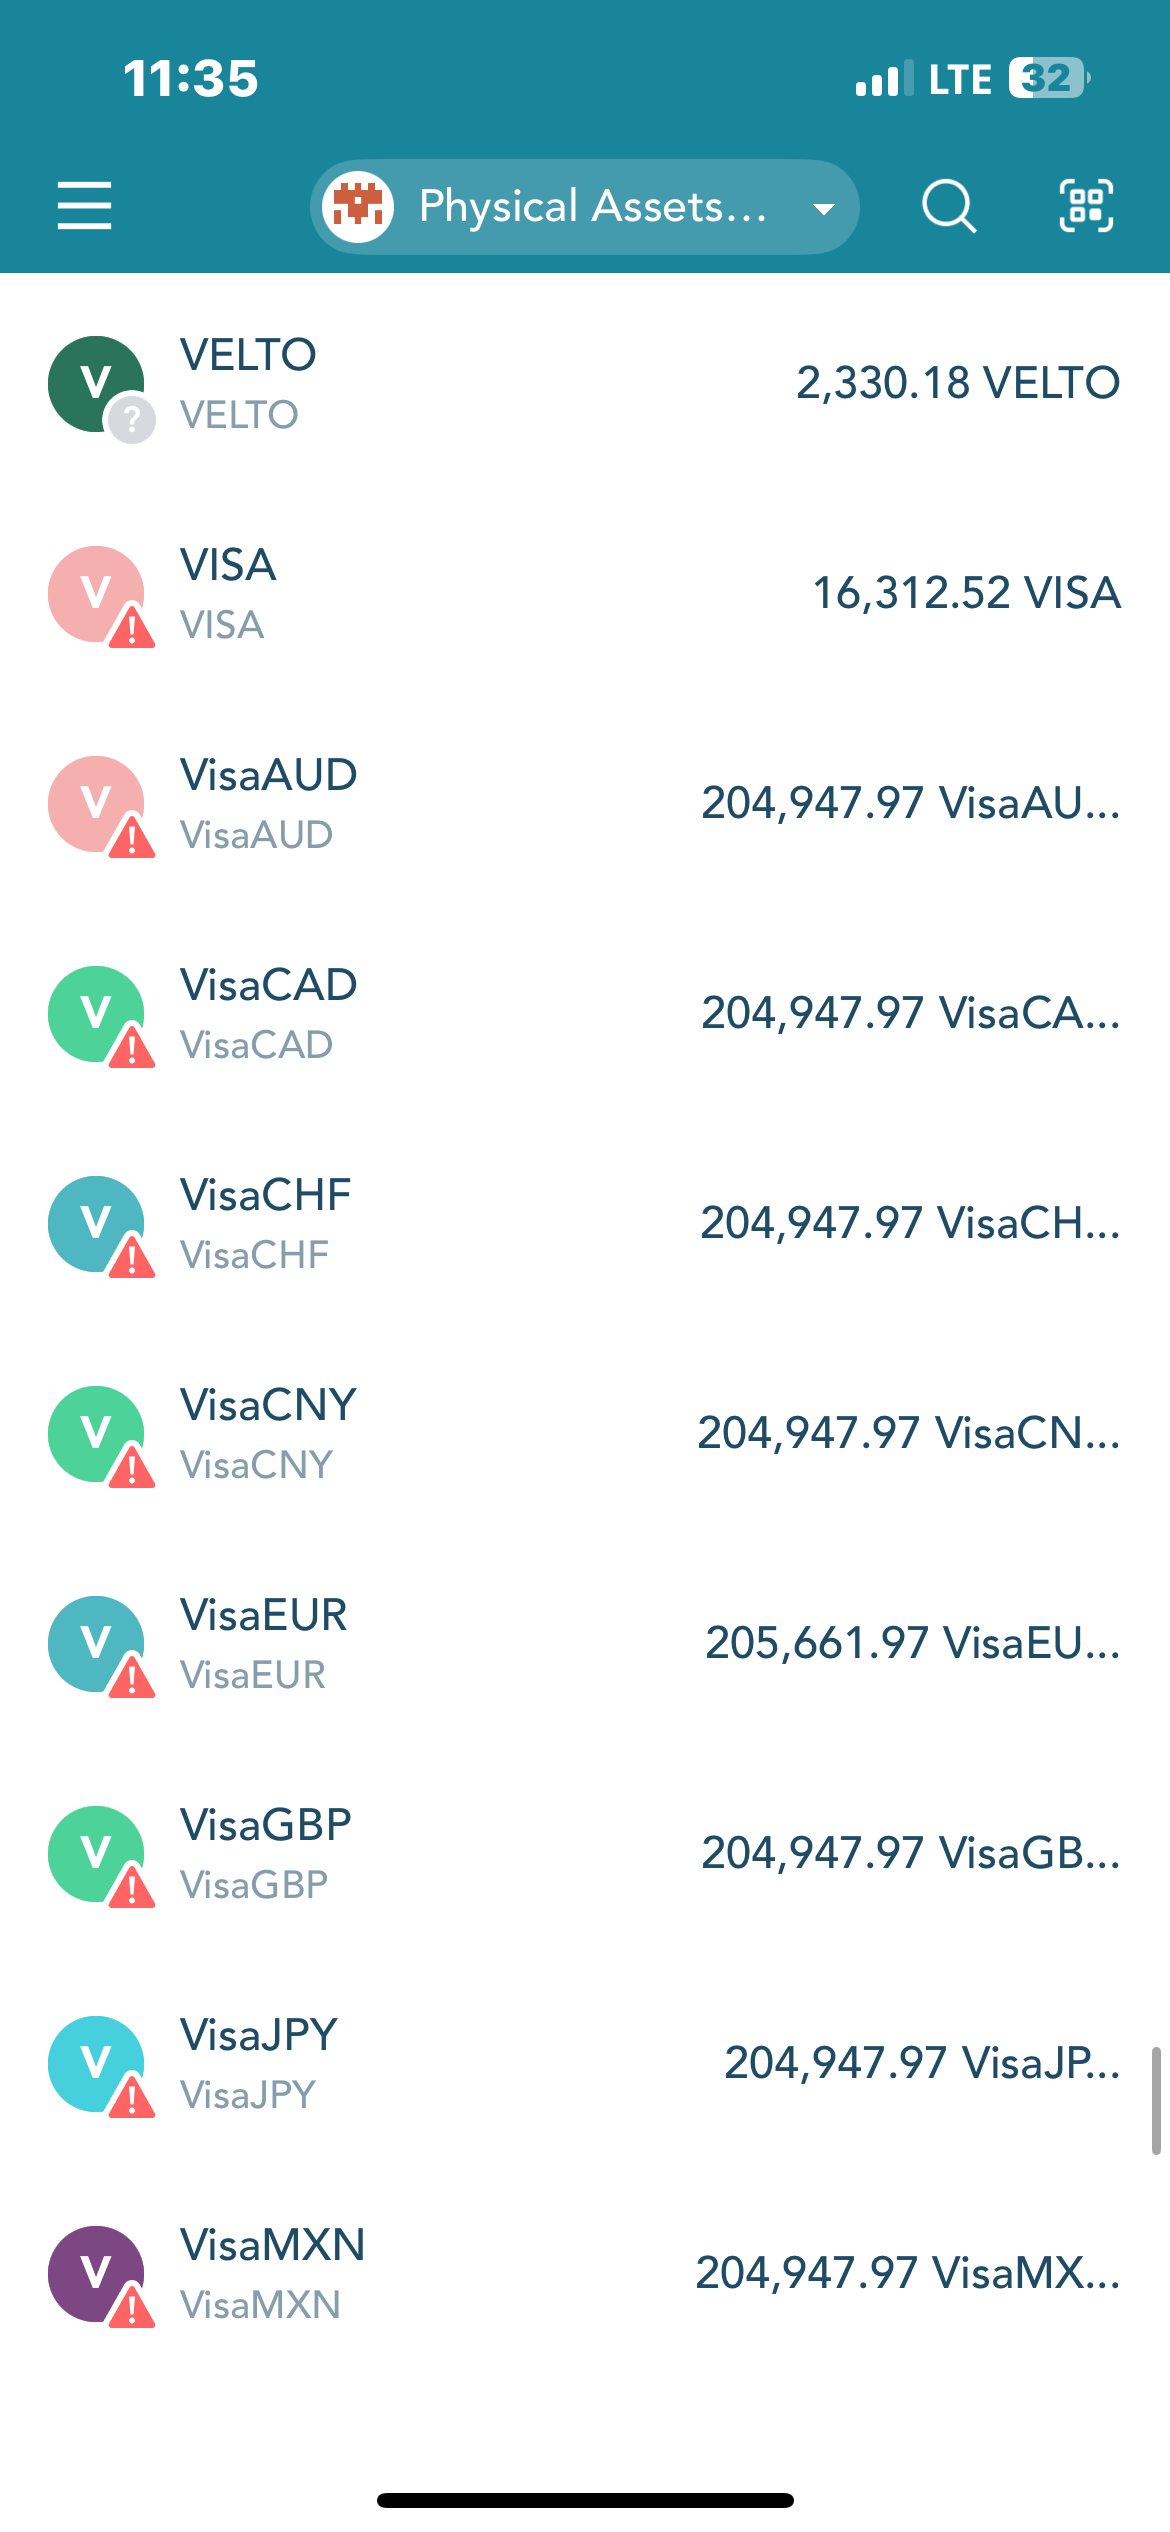 11:35
LTE 32
Physical Assets...
V
?
VELTO
VELTO
2,330.18 VELTO
V
!
VISA
VISA
16,312.52 VISA
V
!
VisaAUD
VisaAUD
204,947.97 VisaAU...
V
!
VisaCAD
VisaCAD
204,947.97 VisaCA...
V
!
VisaCHF
VisaCHF
204,947.97 VisaCH...
V
!
VisaCNY
VisaCNY
204,947.97 VisaCN...
V
!
VisaEUR
VisaEUR
205,661.97 VisaEU...
V
!
VisaGBP
VisaGBP
204,947.97 VisaGB...
V
!
VisaJPY
VisaJPY
204,947.97 VisaJP...
V
!
VisaMXN
VisaMXN
204,947.97 VisaMX...